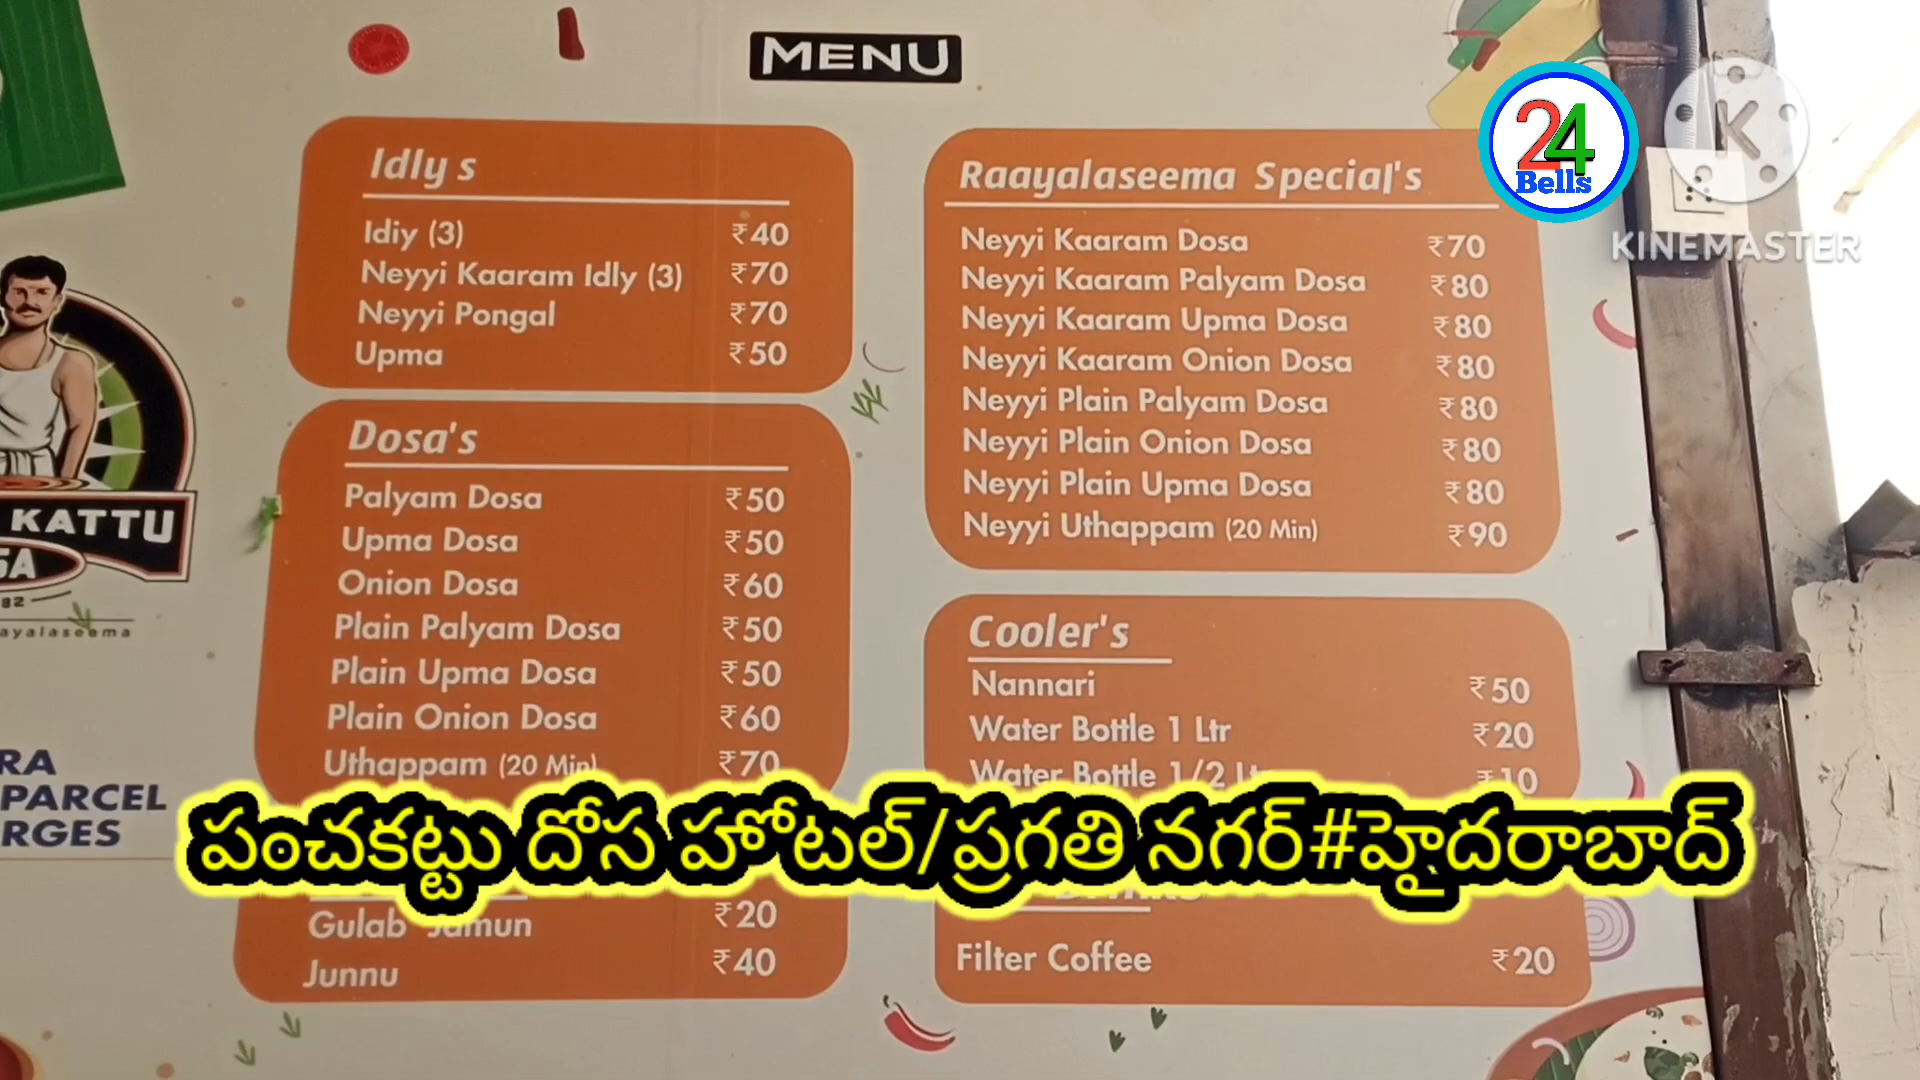 MENU
24
Bells
KINEMASTER
Idly s
Idiy (3) ₹40
Neyyi Kaaram Idly (3) ₹70
Neyyi Pongal ₹70
Upma ₹50
Dosa's
Palyam Dosa ₹50
Upma Dosa ₹50
Onion Dosa ₹60
Plain Palyam Dosa ₹50
Plain Upma Dosa ₹50
Plain Onion Dosa ₹60
Uthappam (20 Min) ₹70
Gulab Jamun ₹20
Junnu ₹40
Raayalaseema Special's
Neyyi Kaaram Dosa ₹70
Neyyi Kaaram Palyam Dosa ₹80
Neyyi Kaaram Upma Dosa ₹80
Neyyi Kaaram Onion Dosa ₹80
Neyyi Plain Palyam Dosa ₹80
Neyyi Plain Onion Dosa ₹80
Neyyi Plain Upma Dosa ₹80
Neyyi Uthappam (20 Min) ₹90
Cooler's
Nannari ₹50
Water Bottle 1 Ltr ₹20
Water Bottle 1/2 ₹10
Filter Coffee ₹20
KATTU
PARCEL
పంచకట్టు దోస హోటల్/ప్రగతి నగర్#హైదరాబాద్